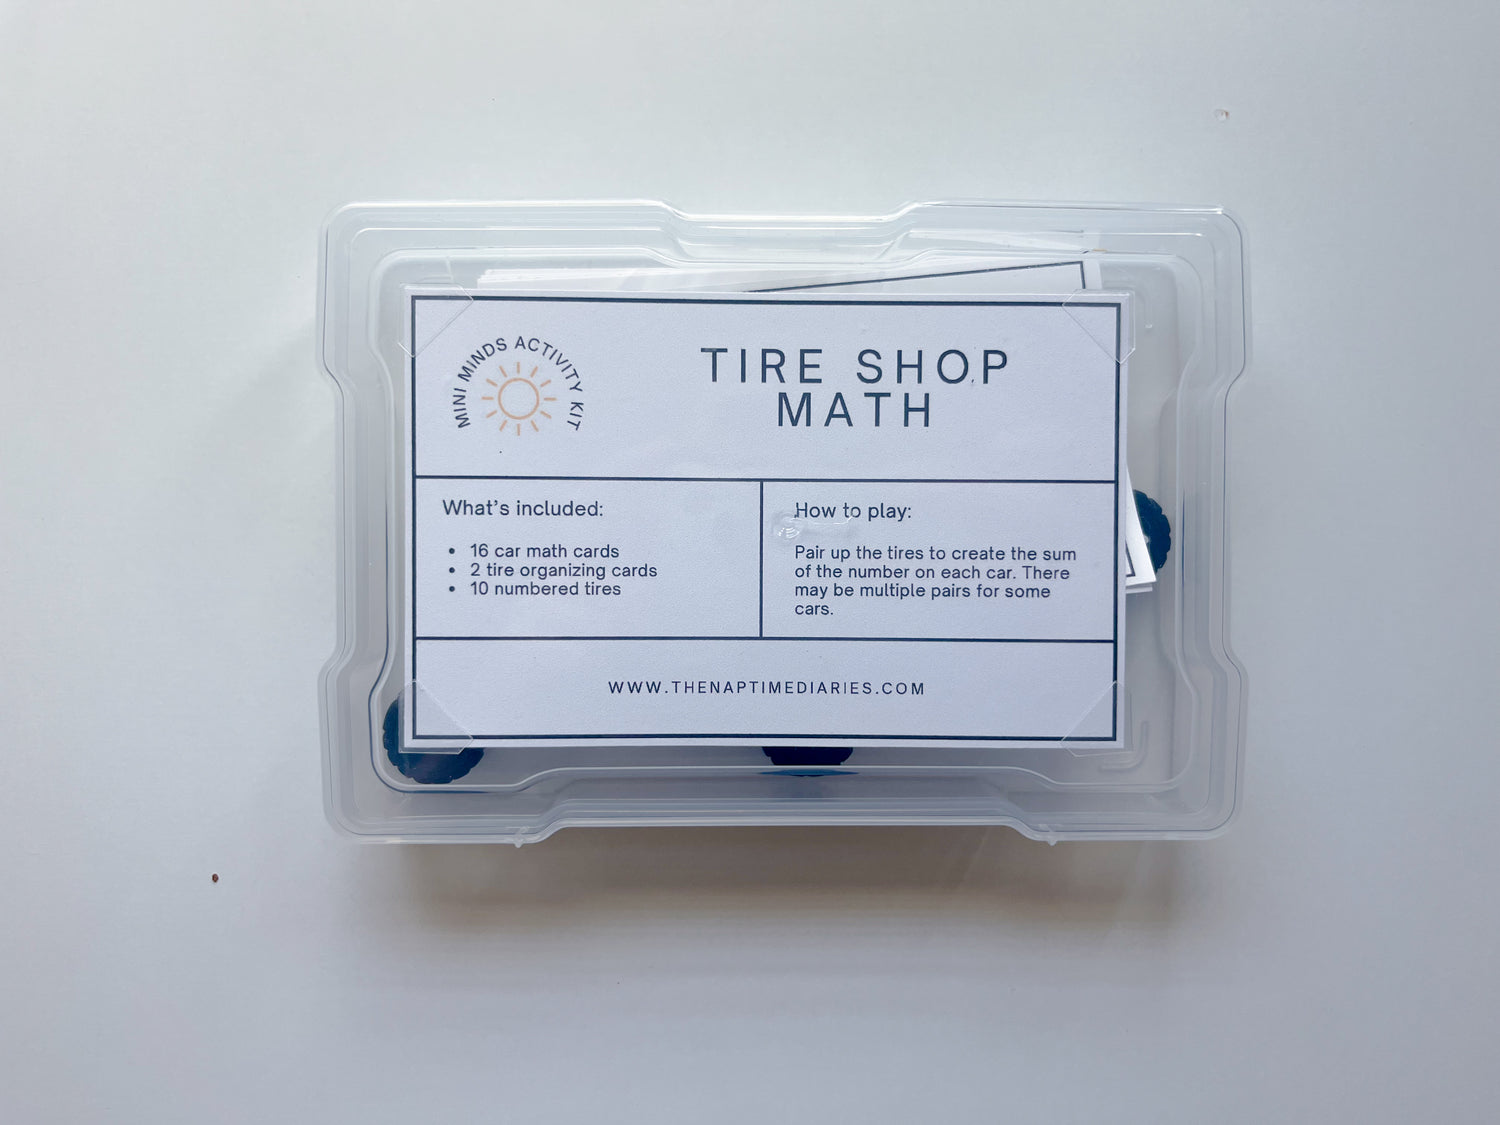 MINI MINDS ACTIVITY KIT
TIRE SHOP
MATH
What's included:
• 16 car math cards
• 2 tire organizing cards
• 10 numbered tires
How to play:
Pair up the tires to create the sum
of the number on each car. There
may be multiple pairs for some
cars.
WWW.THENAPTIMEDIARIES.COM